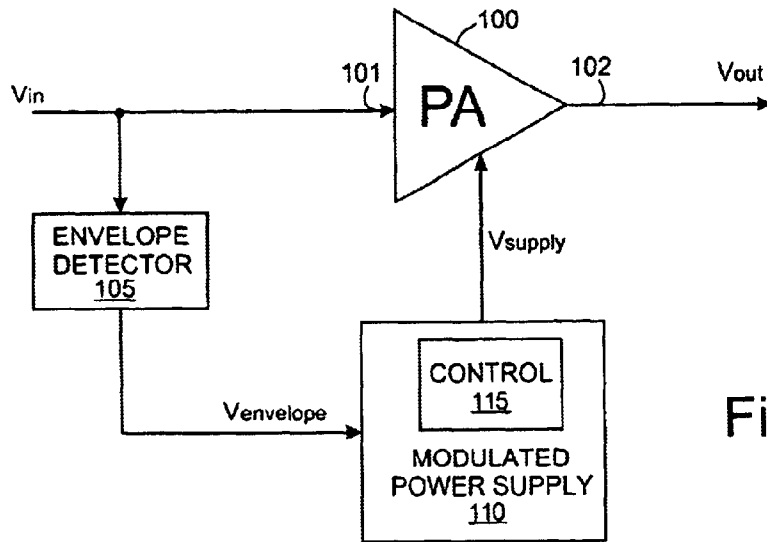 100
101
102
Vin
PA
Vout
ENVELOPE
DETECTOR
105
Vsupply
CONTROL
115
Venvelope
MODULATED
POWER SUPPLY
110
Fi